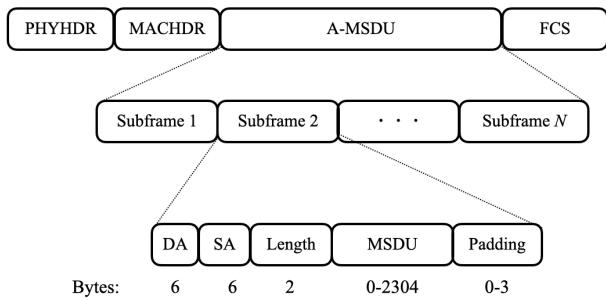 PHYHDR MACHDR A-MSDU FCS
Subframe 1 Subframe 2 · · · Subframe N
DA SA Length MSDU Padding
Bytes: 6 6 2 0-2304 0-3